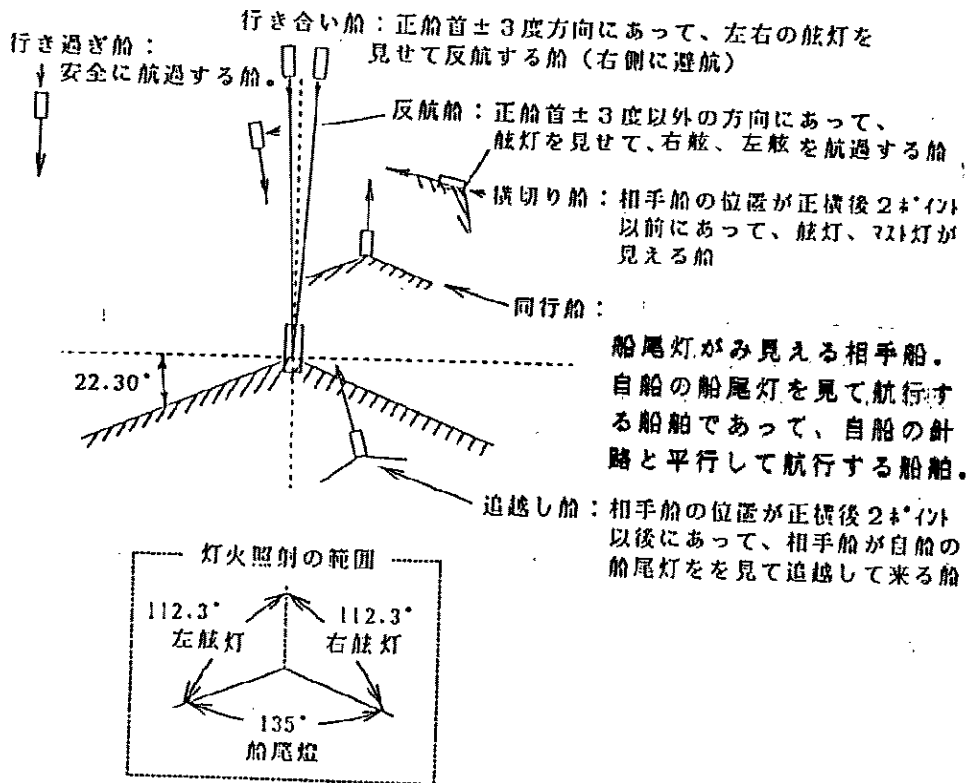 行き合い船：正船首±3度方向にあって、左右の舷灯を
見せて反航する船（右側に避航）
行き過ぎ船：
安全に航過する船。
反航船：正船首±3度以外の方向にあって、
舷灯を見せて、右舷、左舷を航過する船
横切り船：相手船の位置が正横後2ﾎﾟｲﾝﾄ
以前にあって、舷灯、ﾏｽﾄ灯が
見える船
同行船：
船尾灯がみ見える相手船。
自船の船尾灯を見て航行す
る船舶であって、自船の針
路と平行して航行する船舶。
22.30°
追越し船：相手船の位置が正横後2ﾎﾟｲﾝﾄ
以後にあって、相手船が自船の
船尾灯をを見て追越して来る船
灯火照射の範囲
112.3°
左舷灯
112.3°
右舷灯
135°
船尾燈